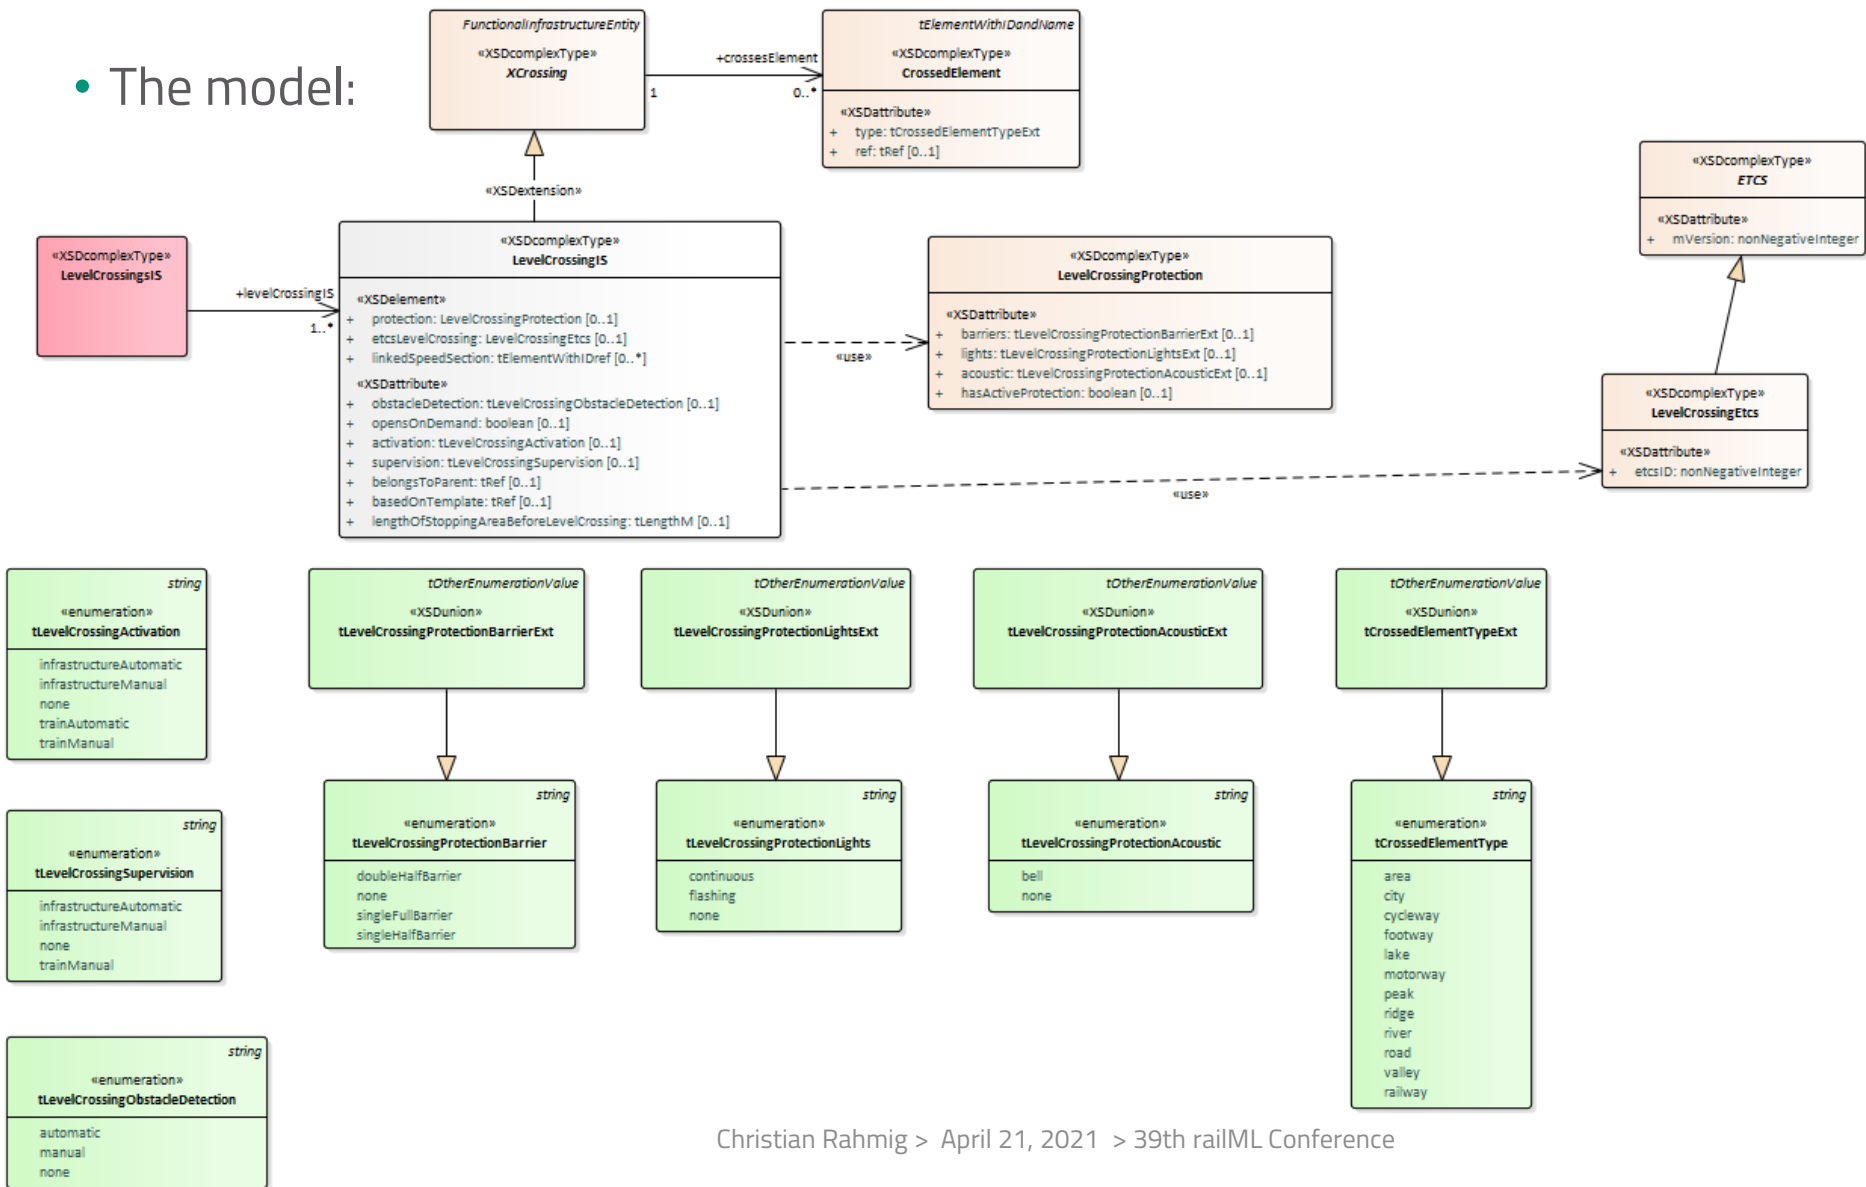 • The model:
FunctionalInfrastructureEntity
«XSDcomplexType»
XCrossing
+crossesElement
1
0..*
tElementWithIDandName
«XSDcomplexType»
CrossedElement
«XSDattribute»
+ type: tCrossedElementTypeExt
+ ref: tRef [0..1]
«XSDextension»
«XSDcomplexType»
ETCS
«XSDattribute»
+ mVersion: nonNegativeInteger
«XSDcomplexType»
LevelCrossingsIS
+levelCrossingIS
1..*
«XSDcomplexType»
LevelCrossingIS
«XSDelement»
+ protection: LevelCrossingProtection [0..1]
+ etcsLevelCrossing: LevelCrossingEtcs [0..1]
+ linkedSpeedSection: tElementWithIDref [0..*]
«XSDattribute»
+ obstacleDetection: tLevelCrossingObstacleDetection [0..1]
+ opensOnDemand: boolean [0..1]
+ activation: tLevelCrossingActivation [0..1]
+ supervision: tLevelCrossingSupervision [0..1]
+ belongsToParent: tRef [0..1]
+ basedOnTemplate: tRef [0..1]
+ lengthOfStoppingAreaBeforeLevelCrossing: tLengthM [0..1]
«use»
«XSDcomplexType»
LevelCrossingProtection
«XSDattribute»
+ barriers: tLevelCrossingProtectionBarrierExt [0..1]
+ lights: tLevelCrossingProtectionLightsExt [0..1]
+ acoustic: tLevelCrossingProtectionAcousticExt [0..1]
+ hasActiveProtection: boolean [0..1]
«use»
«XSDcomplexType»
LevelCrossingEtcs
«XSDattribute»
+ etcsID: nonNegativeInteger
string
«enumeration»
tLevelCrossingActivation
infrastructureAutomatic
infrastructureManual
none
trainAutomatic
trainManual
tOtherEnumerationValue
«XSDunion»
tLevelCrossingProtectionBarrierExt
tOtherEnumerationValue
«XSDunion»
tLevelCrossingProtectionLightsExt
tOtherEnumerationValue
«XSDunion»
tLevelCrossingProtectionAcousticExt
tOtherEnumerationValue
«XSDunion»
tCrossedElementTypeExt
string
«enumeration»
tLevelCrossingSupervision
infrastructureAutomatic
infrastructureManual
none
trainManual
string
«enumeration»
tLevelCrossingProtectionBarrier
doubleHalfBarrier
none
singleFullBarrier
singleHalfBarrier
string
«enumeration»
tLevelCrossingProtectionLights
continuous
flashing
none
string
«enumeration»
tLevelCrossingProtectionAcoustic
bell
none
string
«enumeration»
tCrossedElementType
area
city
cycleway
footway
lake
motorway
peak
ridge
river
road
valley
railway
string
«enumeration»
tLevelCrossingObstacleDetection
automatic
manual
none
Christian Rahmig > April 21, 2021 > 39th railML Conference